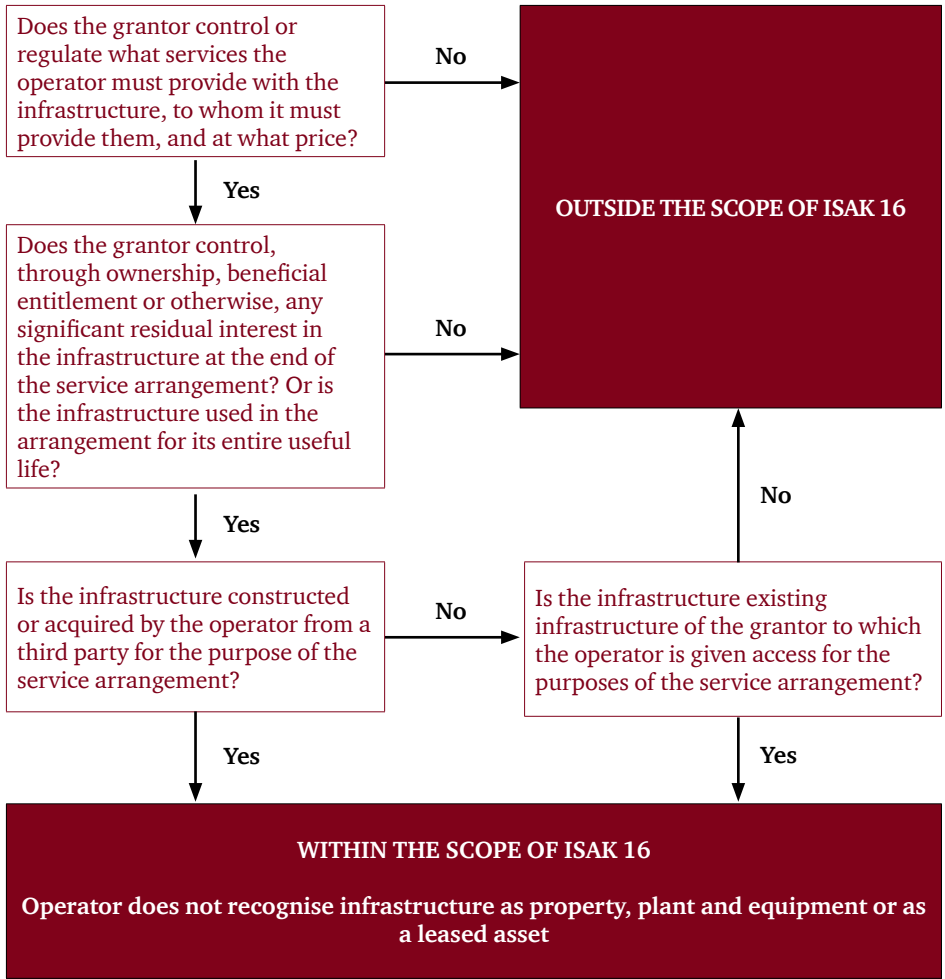 Does the grantor control or
regulate what services the
operator must provide with the
infrastructure, to whom it must
provide them, and at what price?
No
OUTSIDE THE SCOPE OF ISAK 16
Yes
Does the grantor control,
through ownership, beneficial
entitlement or otherwise, any
significant residual interest in
the infrastructure at the end of
the service arrangement? Or is
the infrastructure used in the
arrangement for its entire useful
life?
No
Yes
No
Is the infrastructure constructed
or acquired by the operator from a
third party for the purpose of the
service arrangement?
No
Is the infrastructure existing
infrastructure of the grantor to which
the operator is given access for the
purposes of the service arrangement?
Yes
Yes
WITHIN THE SCOPE OF ISAK 16
Operator does not recognise infrastructure as property, plant and equipment or as
a leased asset